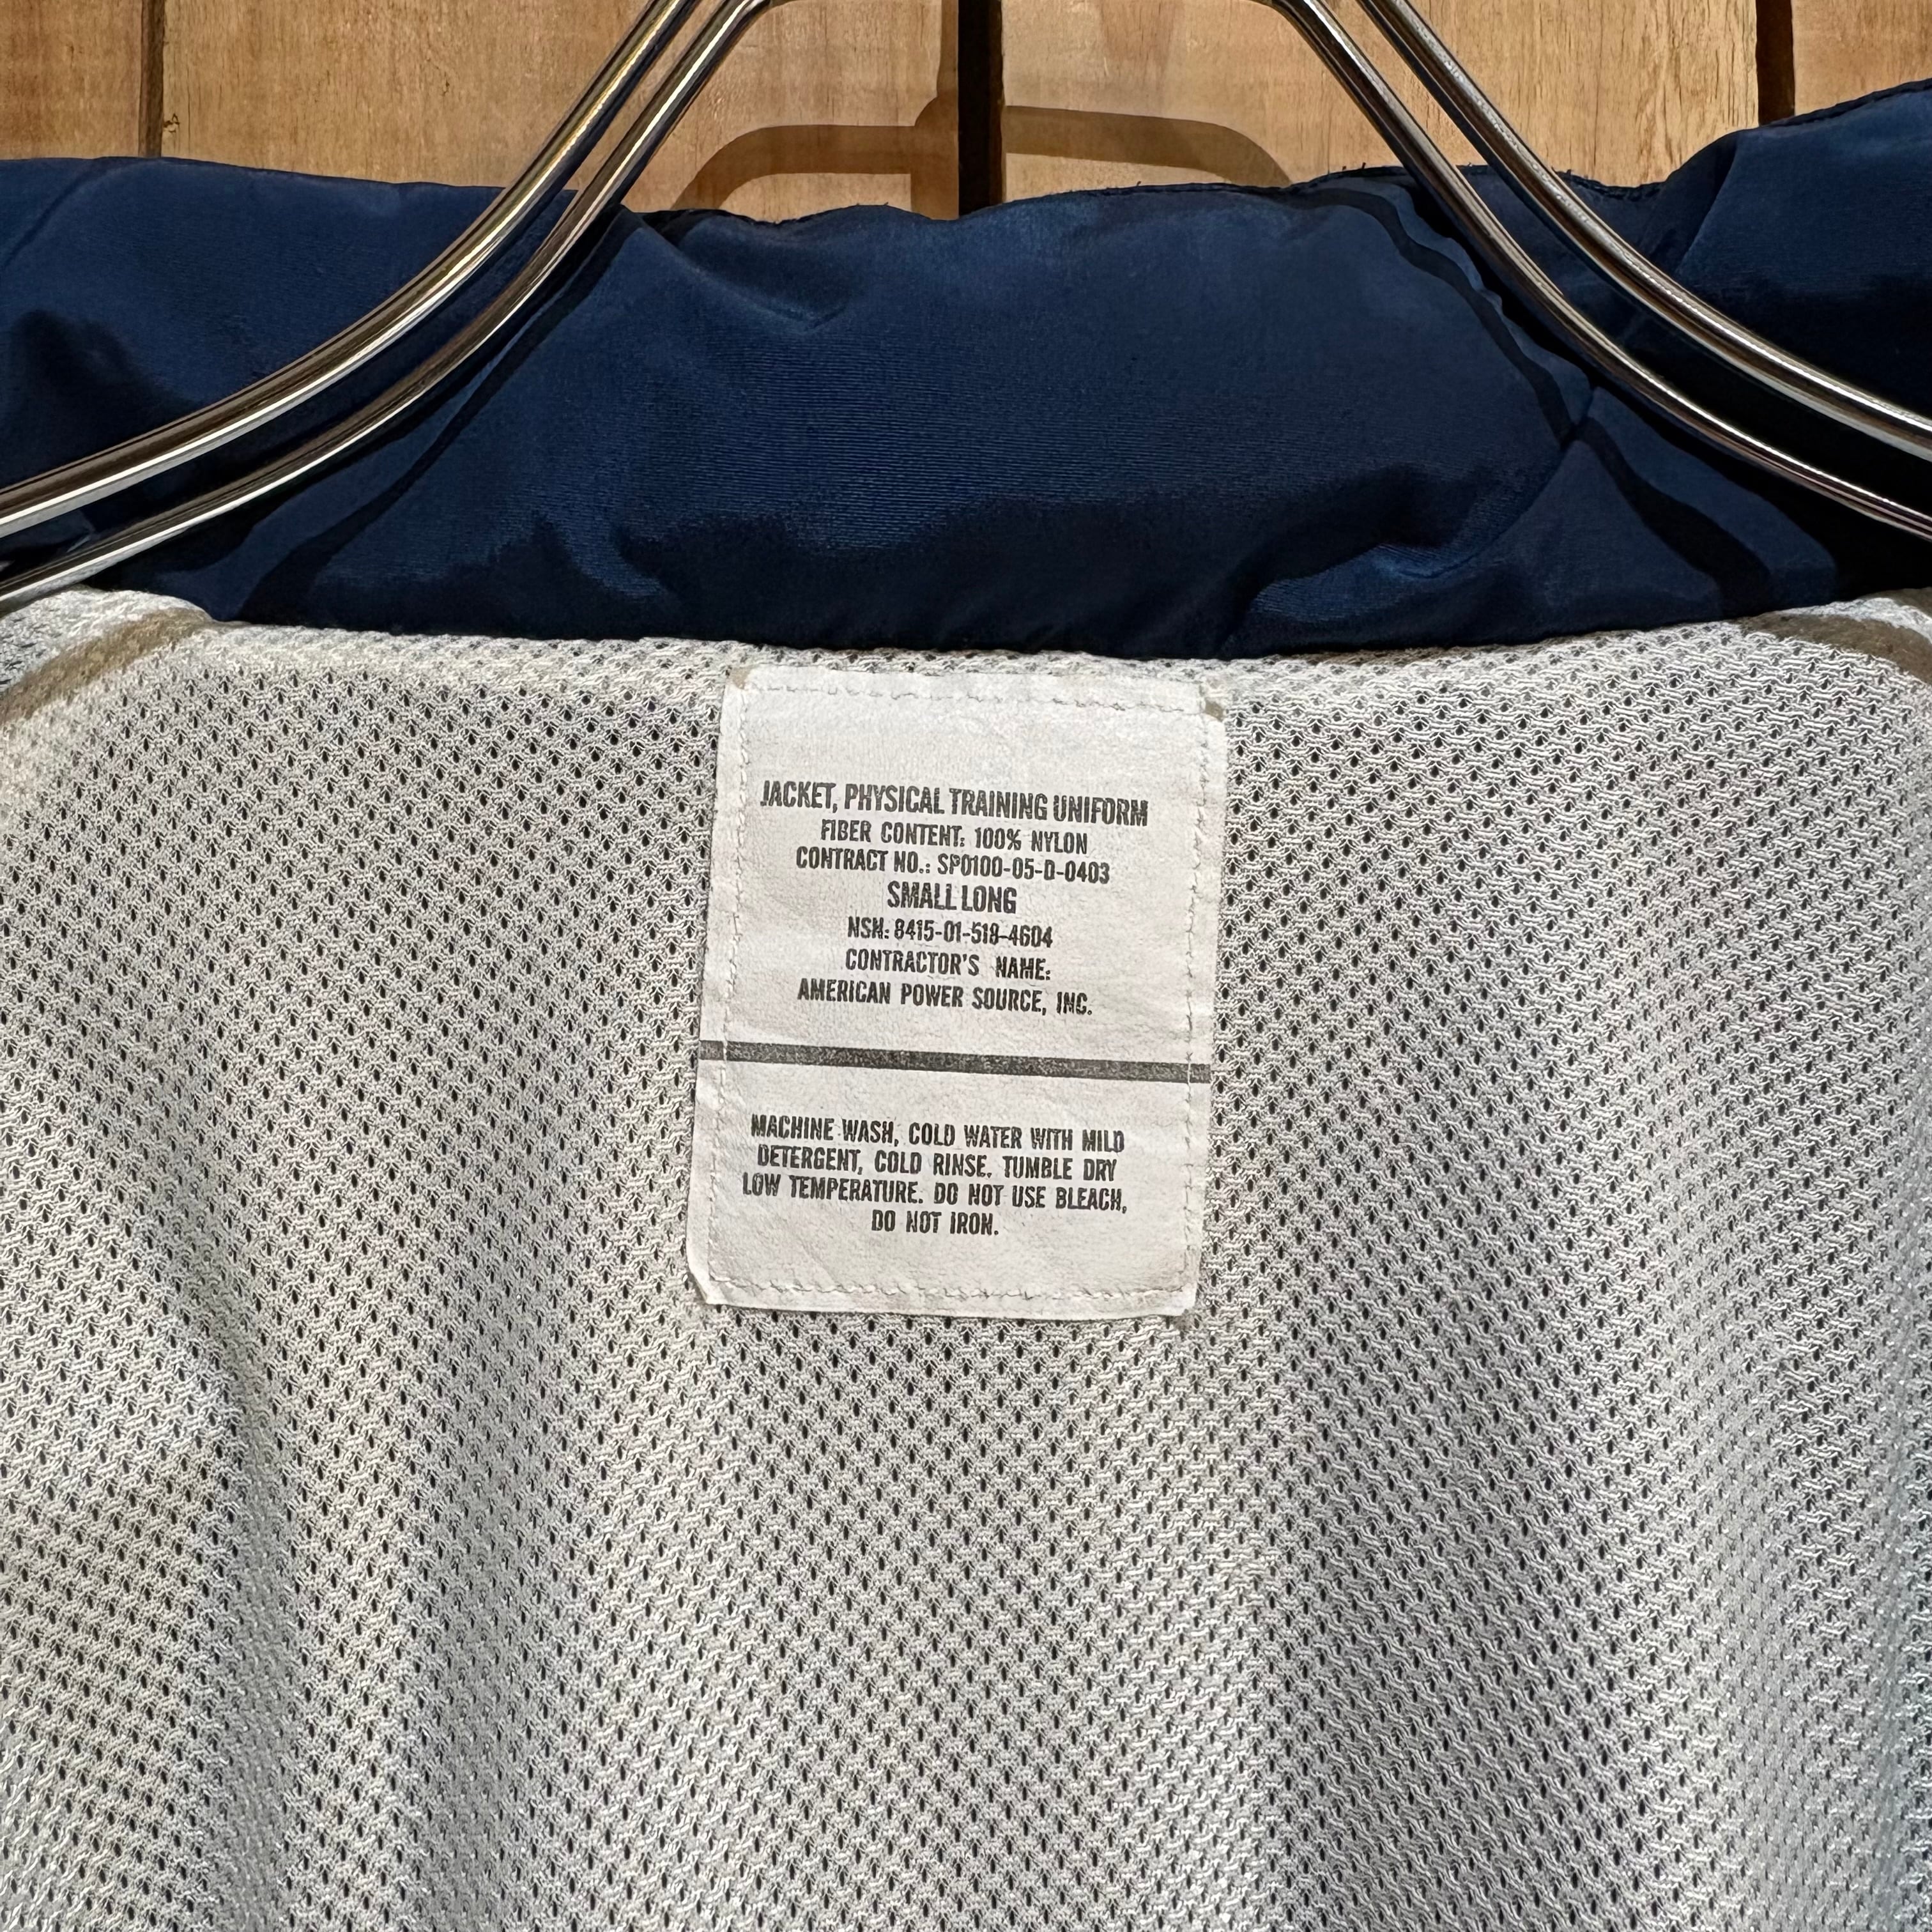 JACKET, PHYSICAL TRAINING UNIFORM
FIBER CONTENT: 100% NYLON
CONTRACT NO.: SP0100-05-D-0403
SMALL LONG
NSN: 8415-01-518-4604
CONTRACTOR'S NAME:
AMERICAN POWER SOURCE, INC.
MACHINE WASH, COLD WATER WITH MILD
DETERGENT, COLD RINSE. TUMBLE DRY
LOW TEMPERATURE. DO NOT USE BLEACH,
DO NOT IRON.